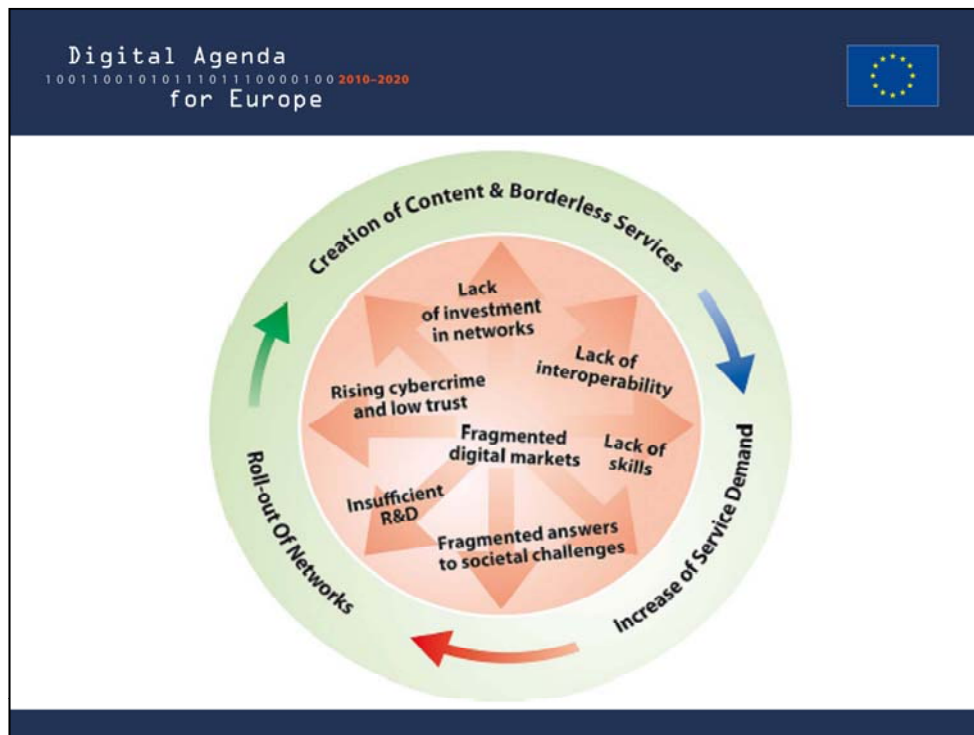 Digital Agenda
10011001010111011110000100 2010–2020
for Europe
Creation of Content & Borderless Services
Lack
of investment
in networks
Lack of
interoperability
Rising cybercrime
and low trust
Fragmented
digital markets
Lack of
skills
Insufficient
R&D
Fragmented answers
to societal challenges
Roll-out Of Networks
Increase of Service Demand